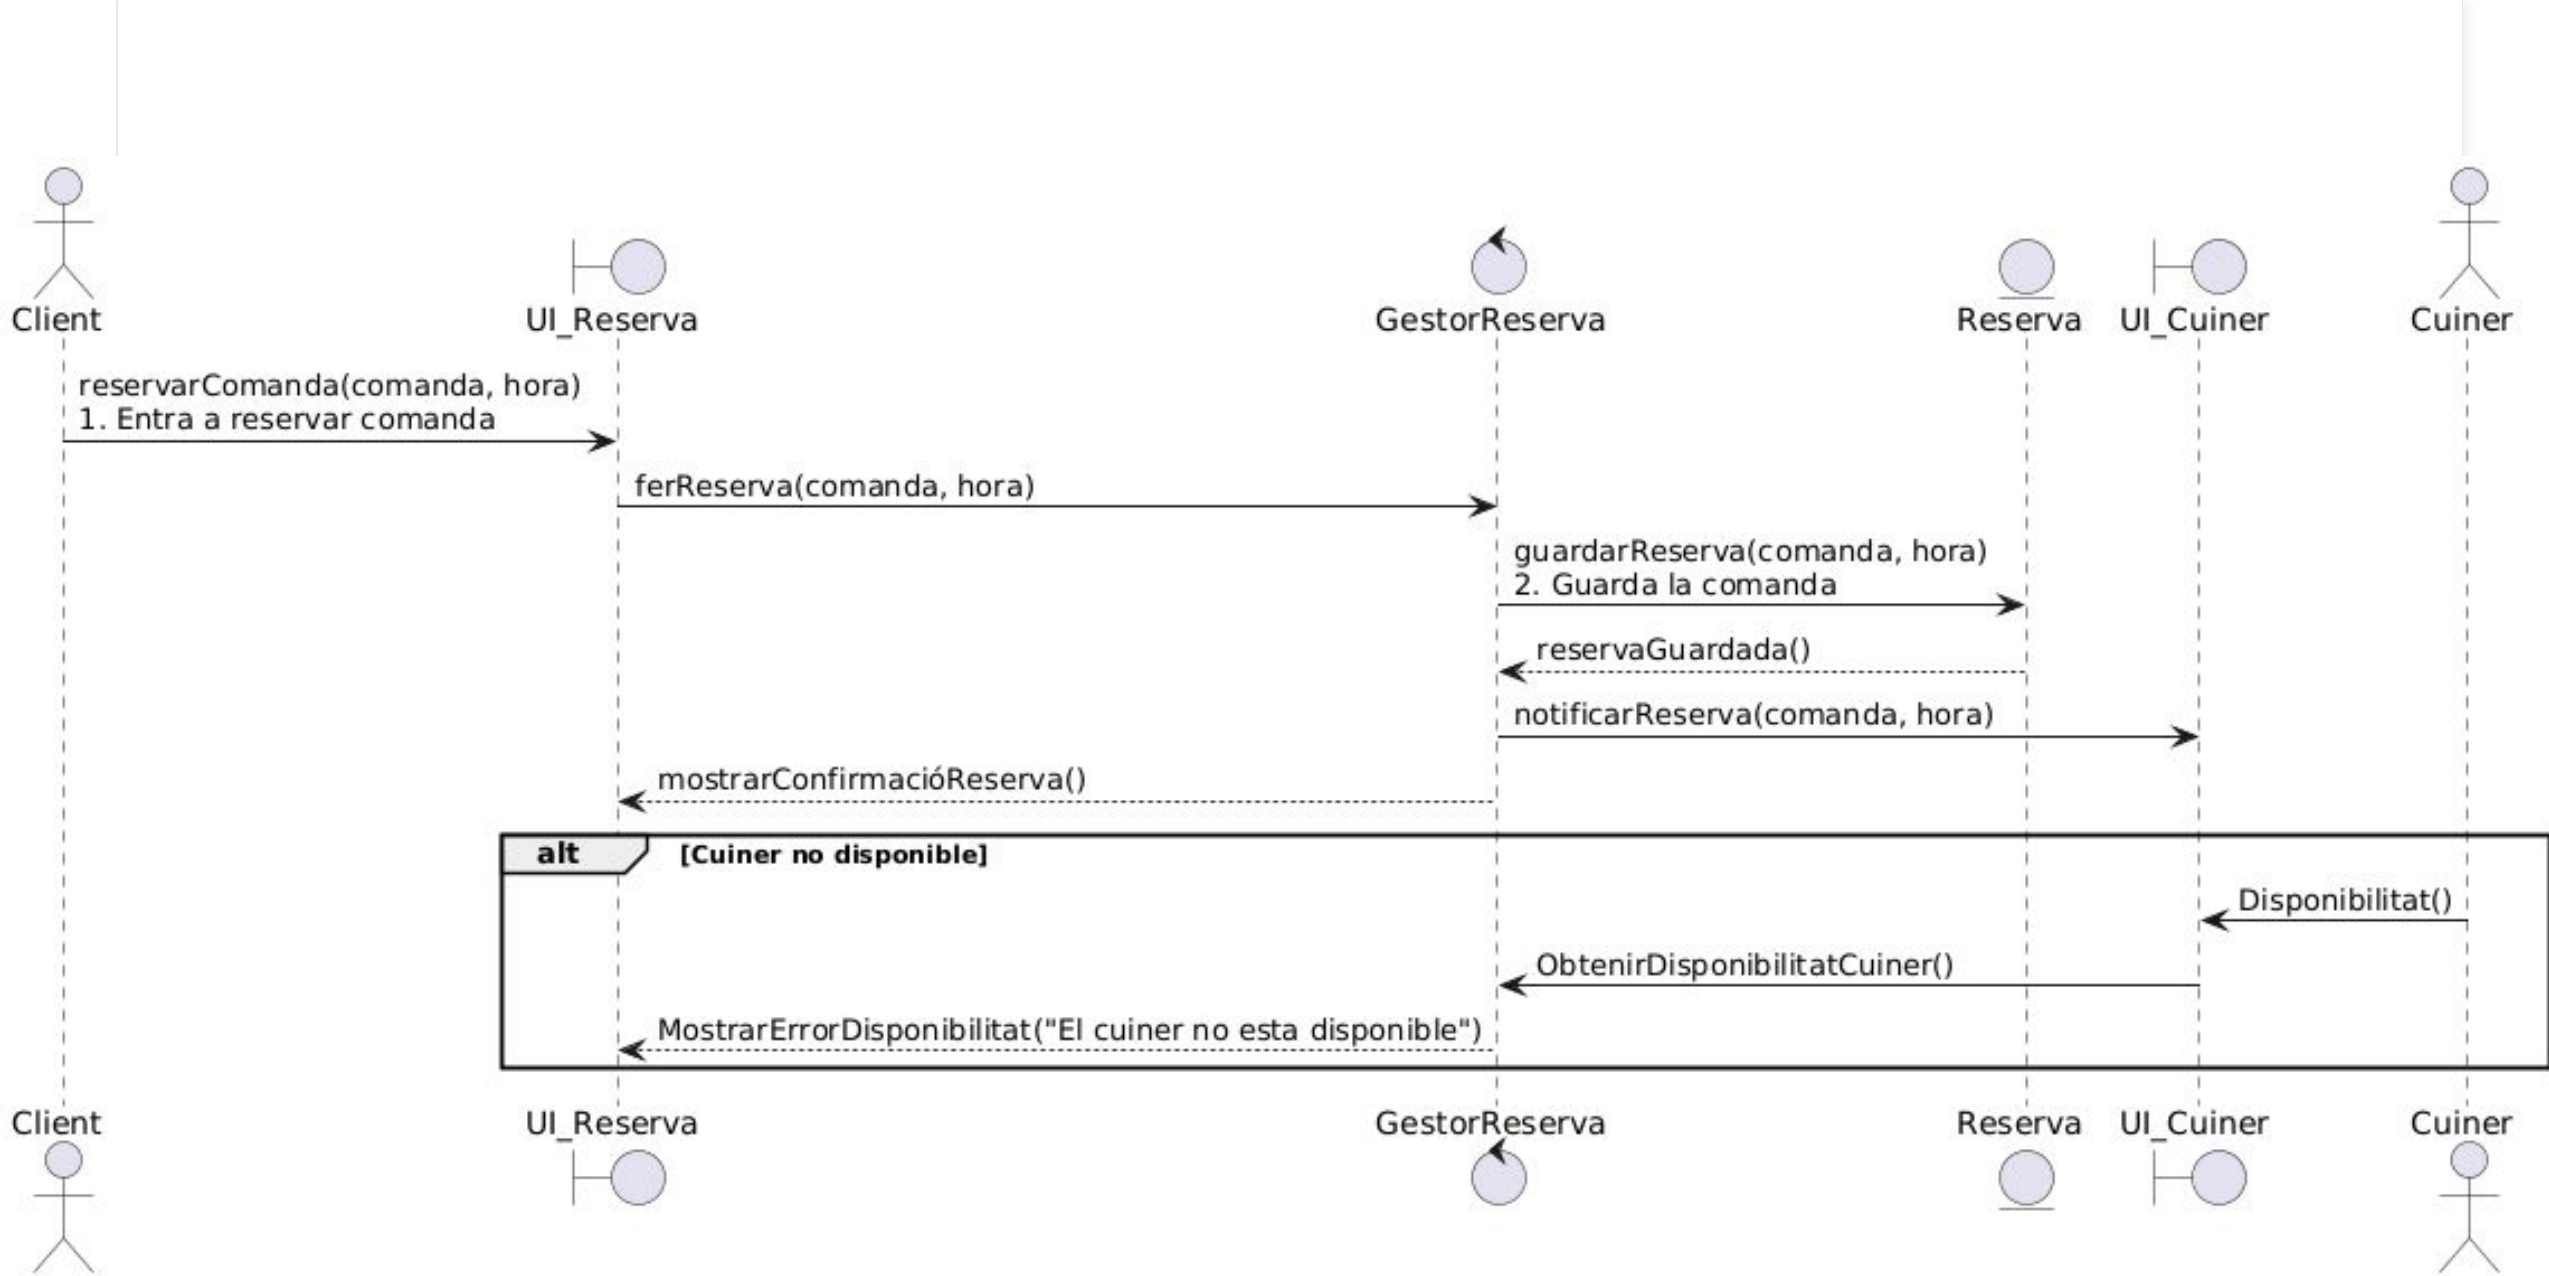 Client
UI_Reserva
GestorReserva
Reserva
UI_Cuiner
Cuiner
reservarComanda(comanda, hora)
1. Entra a reservar comanda
ferReserva(comanda, hora)
guardarReserva(comanda, hora)
2. Guarda la comanda
reservaGuardada()
notificarReserva(comanda, hora)
mostrarConfirmacióReserva()
alt
[Cuiner no disponible]
Disponibilitat()
ObtenirDisponibilitatCuiner()
MostrarErrorDisponibilitat("El cuiner no esta disponible")
Client
UI_Reserva
GestorReserva
Reserva
UI_Cuiner
Cuiner